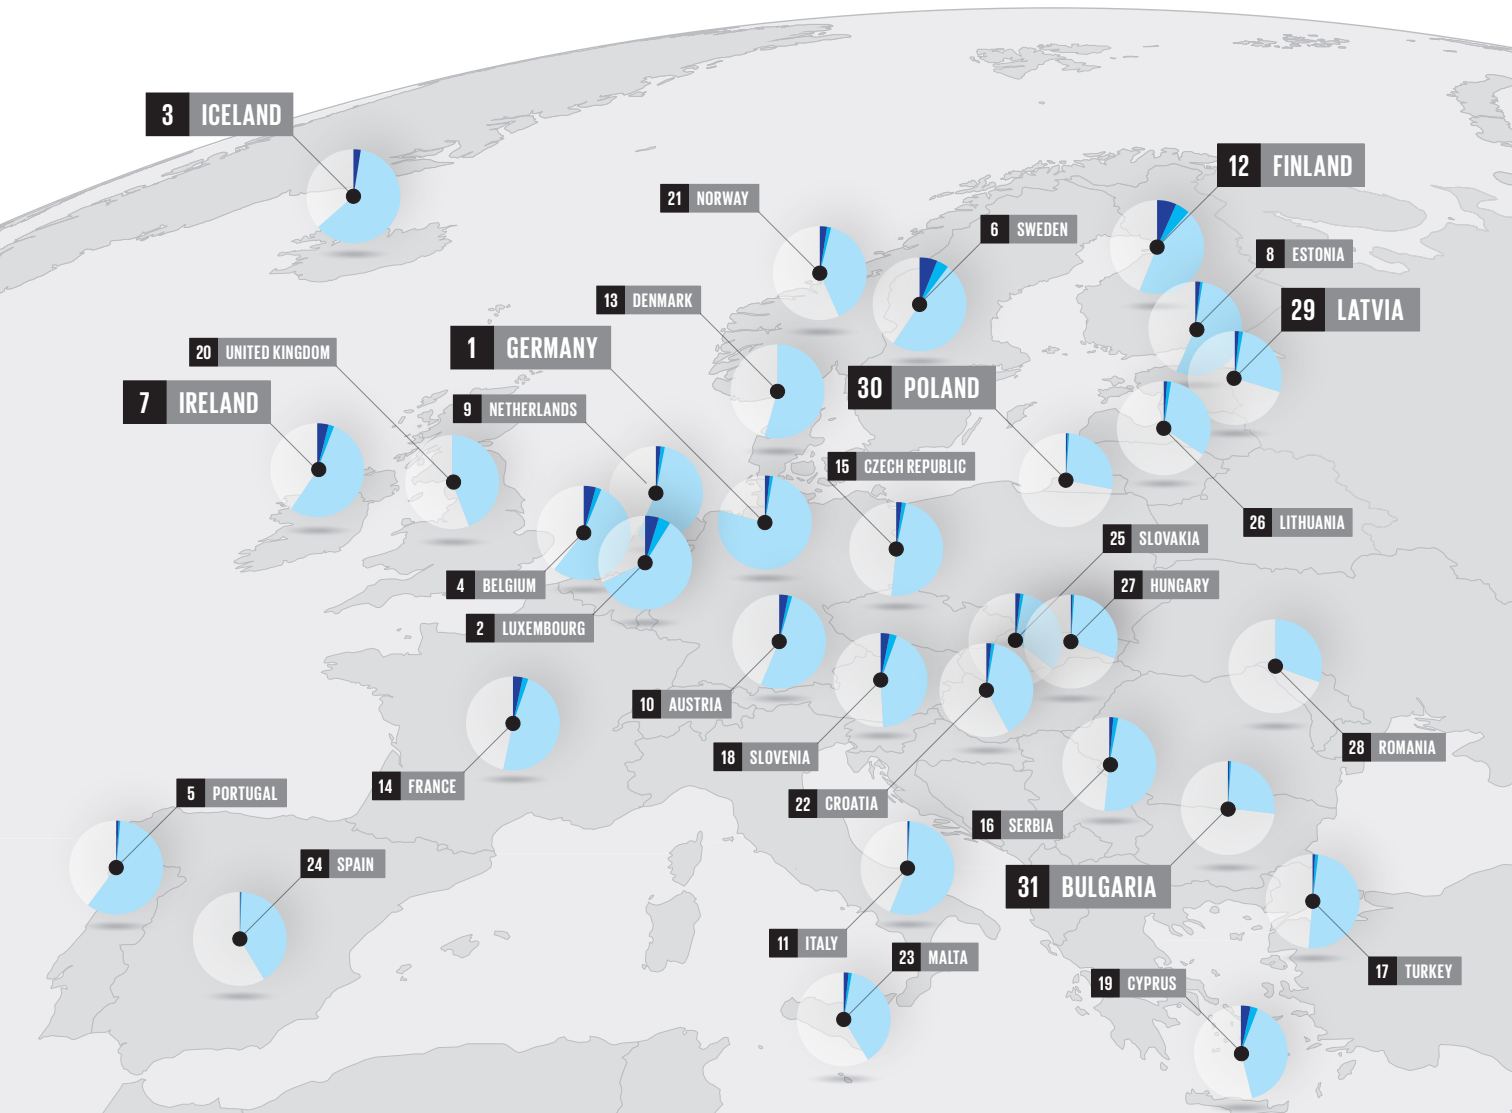 3 ICELAND
12 FINLAND
21 NORWAY
6 SWEDEN
8 ESTONIA
13 DENMARK
29 LATVIA
20 UNITED KINGDOM
1 GERMANY
30 POLAND
7 IRELAND
9 NETHERLANDS
15 CZECH REPUBLIC
26 LITHUANIA
25 SLOVAKIA
4 BELGIUM
27 HUNGARY
2 LUXEMBOURG
10 AUSTRIA
28 ROMANIA
18 SLOVENIA
14 FRANCE
5 PORTUGAL
22 CROATIA
16 SERBIA
24 SPAIN
31 BULGARIA
11 ITALY
23 MALTA
17 TURKEY
19 CYPRUS